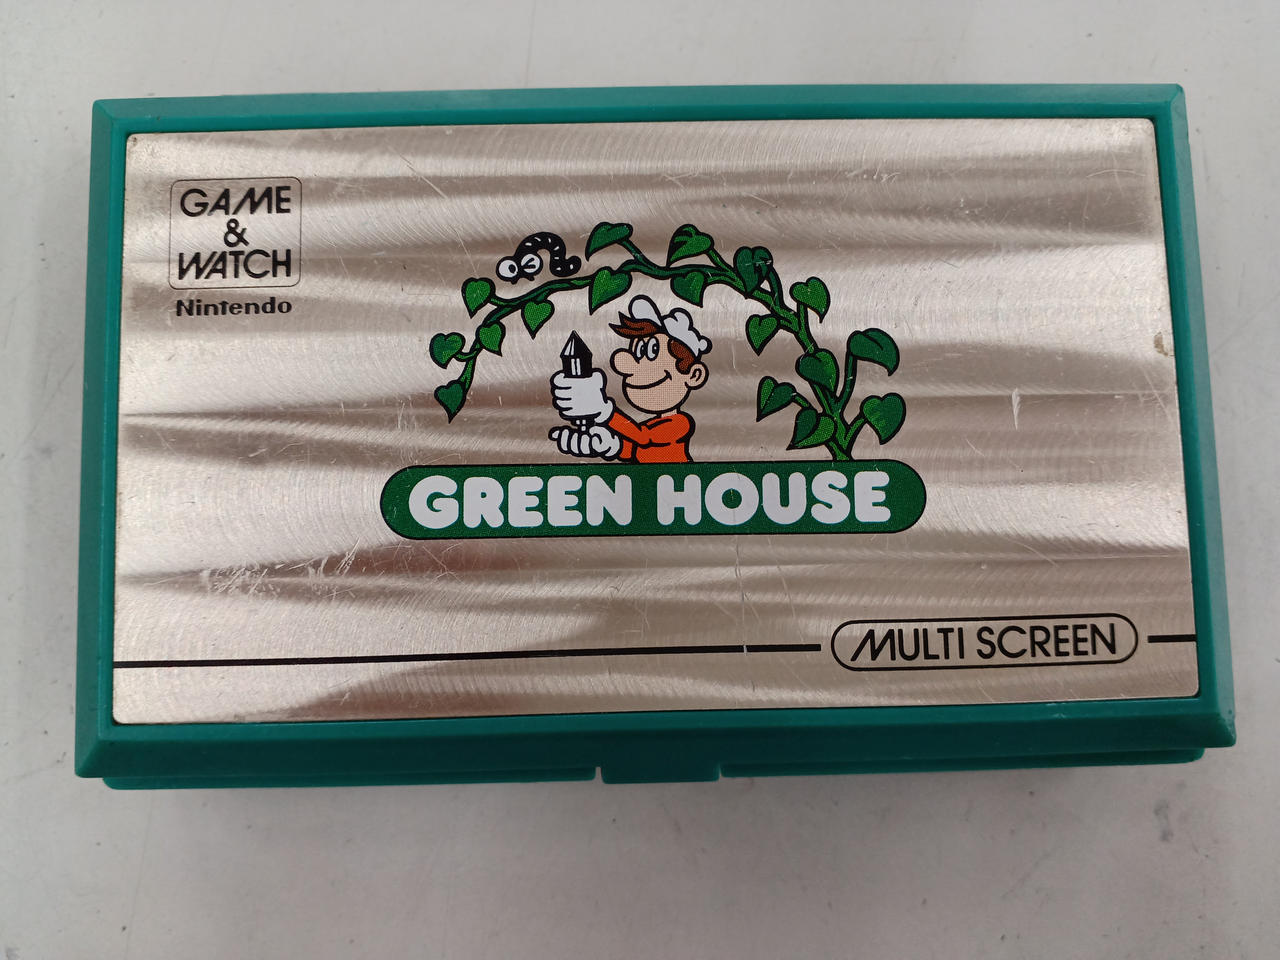 GAME
&
WATCH
Nintendo
GREEN HOUSE
MULTI SCREEN